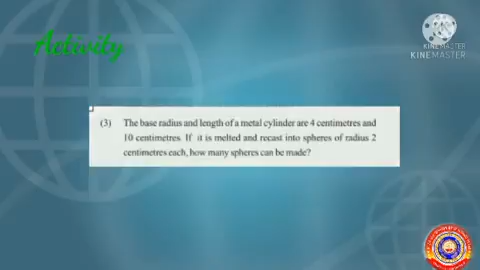 Activity
KINEMASTER
KINEMASTER
(3) The base radius and length of a metal cylinder are 4 centimetres and
10 centimetres. If it is melted and recast into spheres of radius 2
centimetres each, how many spheres can be made?